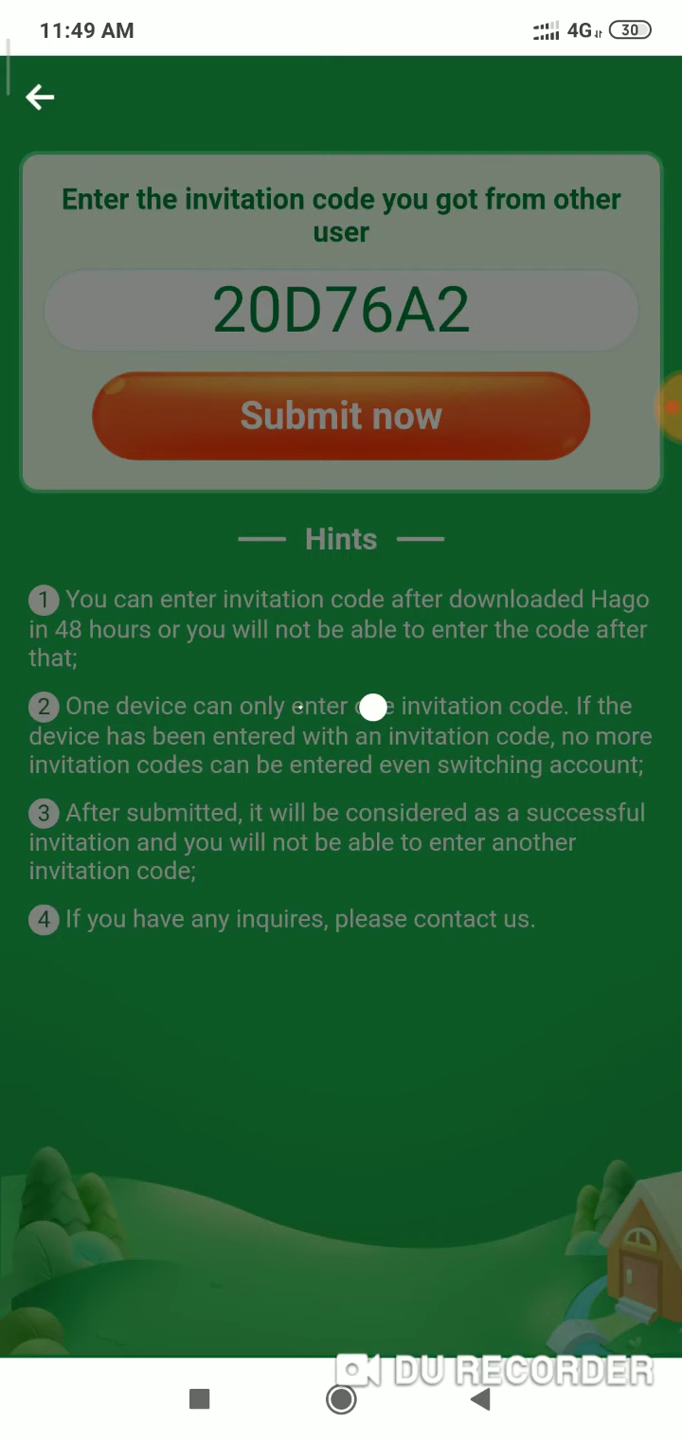 11:49 AM
4G
30
Enter the invitation code you got from other
user
20D76A2
Submit now
Hints
1 You can enter invitation code after downloaded Hago
in 48 hours or you will not be able to enter the code after
that;
2 One device can only enter one invitation code. If the
device has been entered with an invitation code, no more
invitation codes can be entered even switching account;
3 After submitted, it will be considered as a successful
invitation and you will not be able to enter another
invitation code;
4 If you have any inquires, please contact us.
DU RECORDER